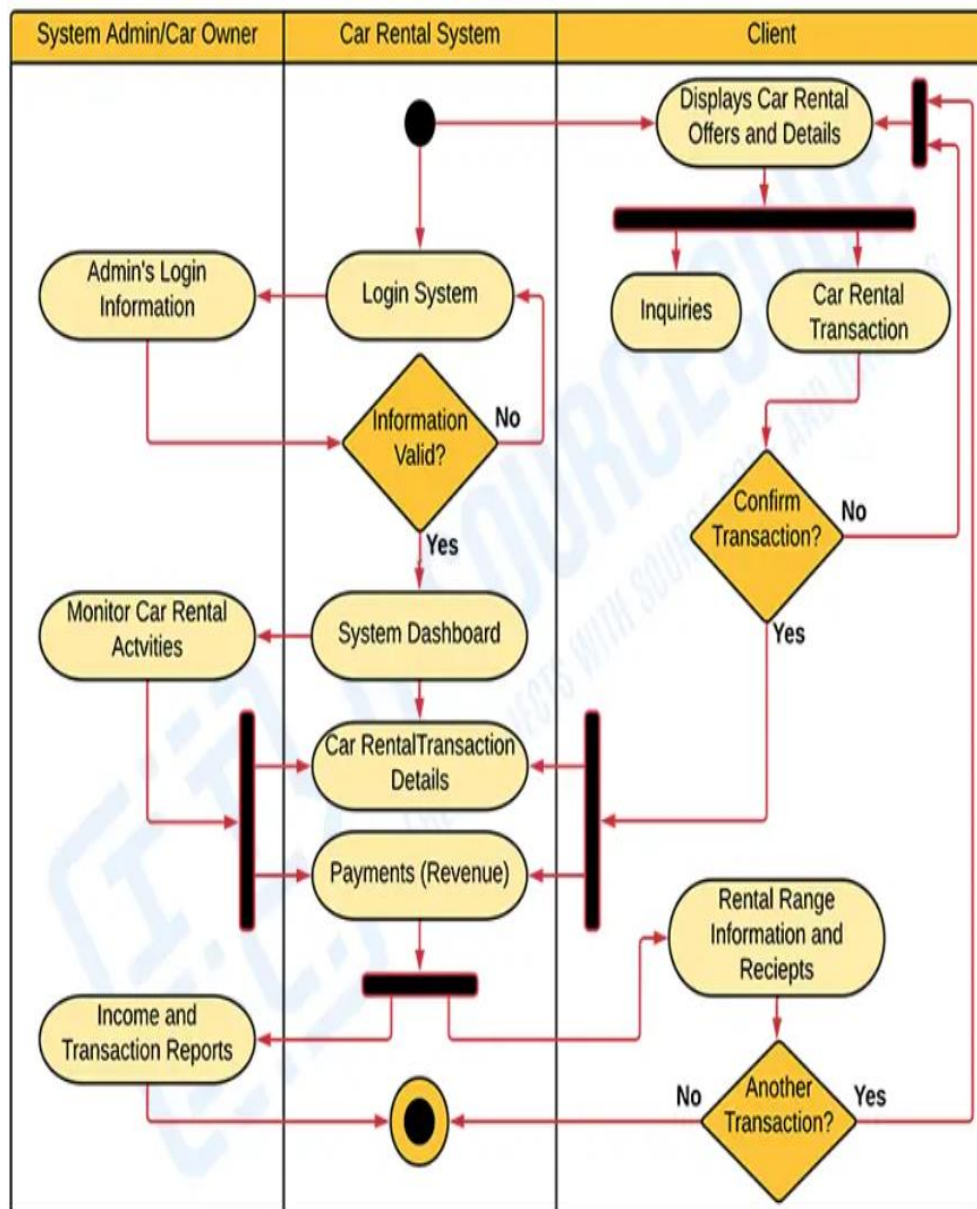 System Admin/Car Owner
Car Rental System
Client
Displays Car Rental
Offers and Details
Admin's Login
Information
Login System
Inquiries
Car Rental
Transaction
Information
Valid?
No
Yes
Confirm
Transaction?
No
Yes
Monitor Car Rental
Actvities
System Dashboard
Car RentalTransaction
Details
Payments (Revenue)
Rental Range
Information and
Reciepts
Income and
Transaction Reports
No
Another
Transaction?
Yes